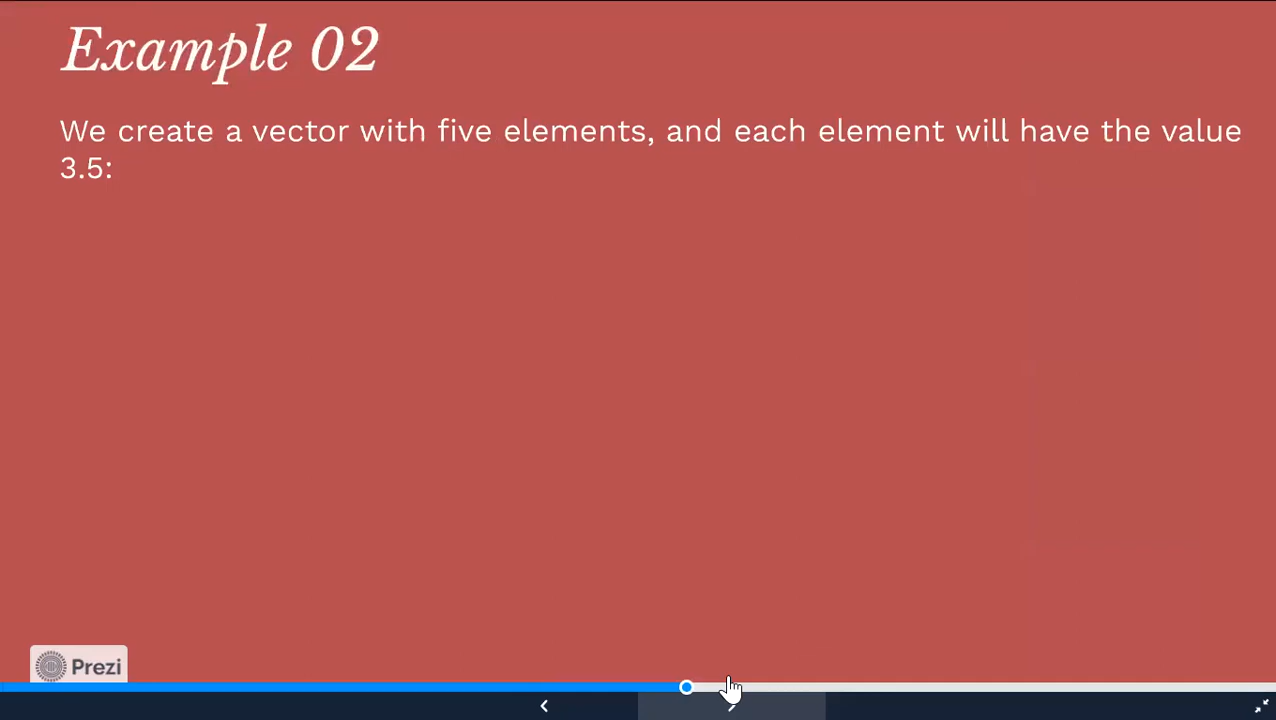 Example 02
We create a vector with five elements, and each element will have the value
3.5:
Prezi